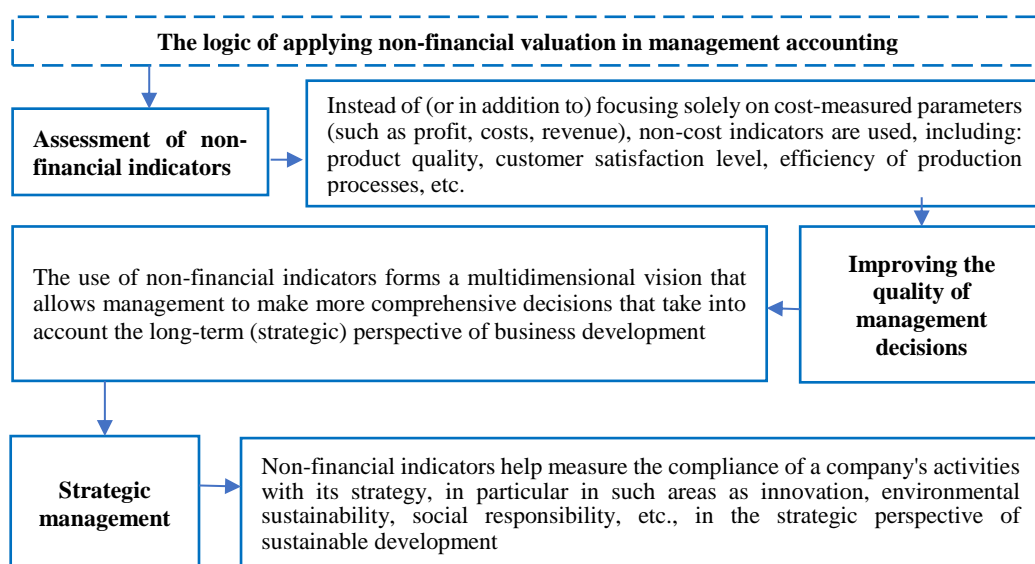 The logic of applying non-financial valuation in management accounting
Assessment of non-
financial indicators
Instead of (or in addition to) focusing solely on cost-measured parameters
(such as profit, costs, revenue), non-cost indicators are used, including:
product quality, customer satisfaction level, efficiency of production
processes, etc.
Improving the
quality of
management
decisions
The use of non-financial indicators forms a multidimensional vision that
allows management to make more comprehensive decisions that take into
account the long-term (strategic) perspective of business development
Strategic
management
Non-financial indicators help measure the compliance of a company's activities
with its strategy, in particular in such areas as innovation, environmental
sustainability, social responsibility, etc., in the strategic perspective of
sustainable development